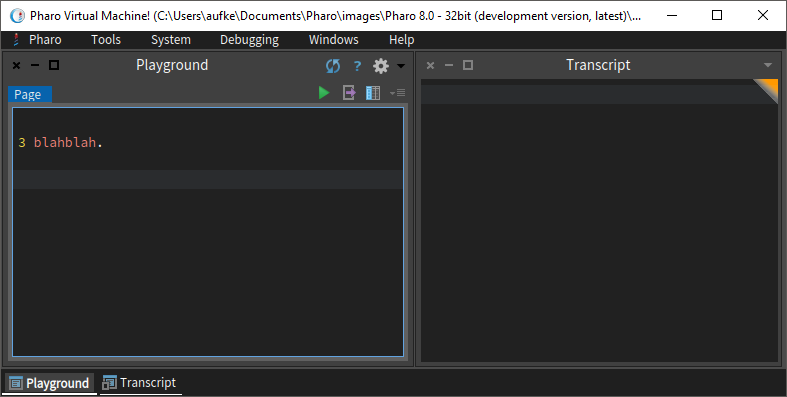 Pharo Virtual Machine! (C:\Users\aufke\Documents\Pharo\images\Pharo 8.0 - 32bit (development version, latest)\...
Pharo Tools System Debugging Windows Help
Playground
?
Transcript
Page
3 blahblah.
Playground Transcript